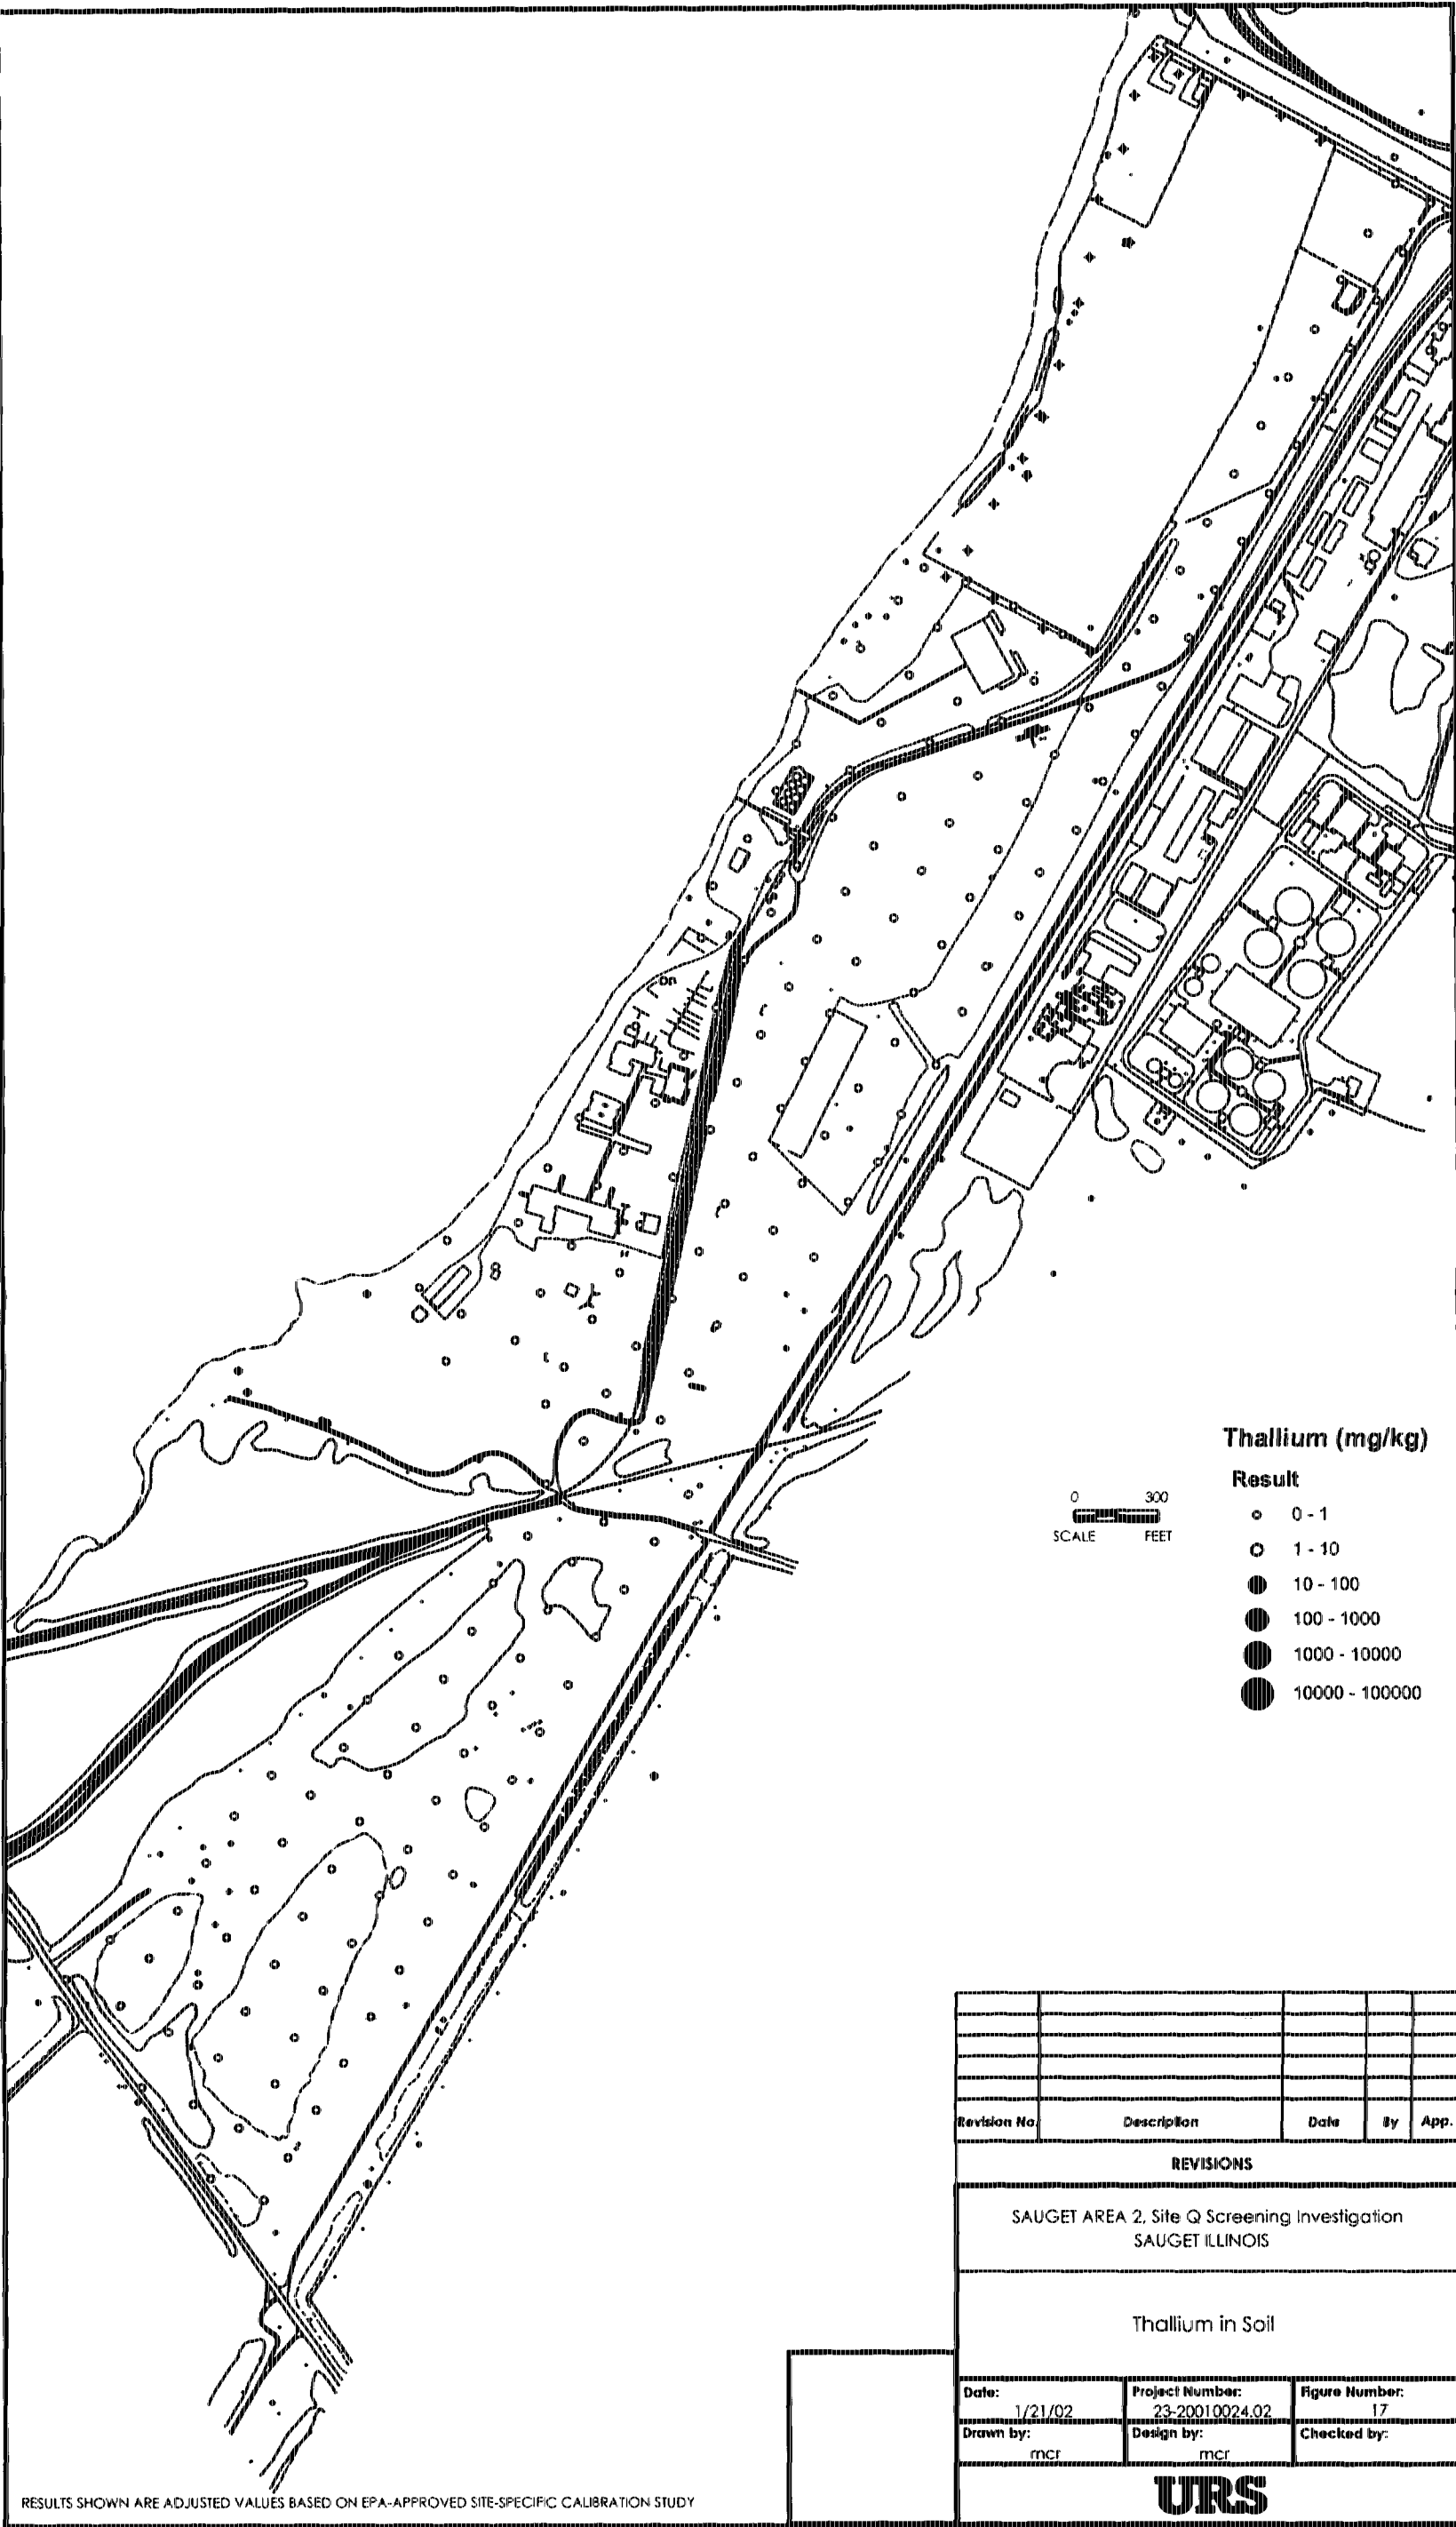 Thallium (mg/kg)
Result
0 - 1
1 - 10
10 - 100
100 - 1000
1000 - 10000
10000 - 100000
0 300
SCALE FEET
Revision No. Description Date By App.
REVISIONS
SAUGET AREA 2, Site Q Screening Investigation
SAUGET ILLINOIS
Thallium in Soil
Date: Project Number: Figure Number:
1/21/02 23-20010024.02 17
Drawn by: Design by: Checked by:
mcr mcr
URS
RESULTS SHOWN ARE ADJUSTED VALUES BASED ON EPA-APPROVED SITE-SPECIFIC CALIBRATION STUDY